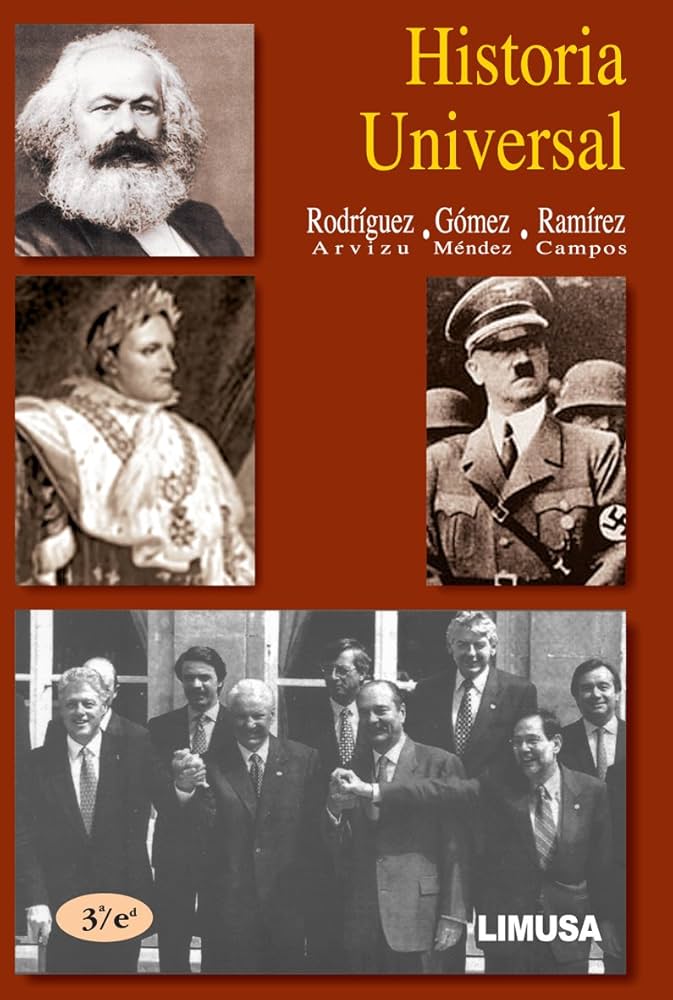 Historia
Universal
Rodríguez . Gómez . Ramírez
Arvizu Méndez Campos
3ª/eᵈ
LIMUSA